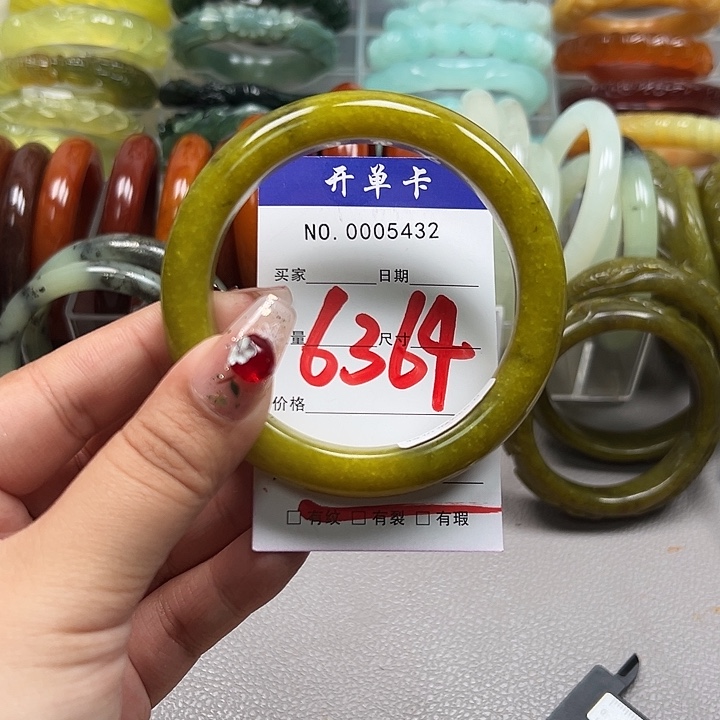 开单卡
NO. 0005432
买家 日期
量 尺寸
6364
价格
□有纹 □有裂 □有瑕